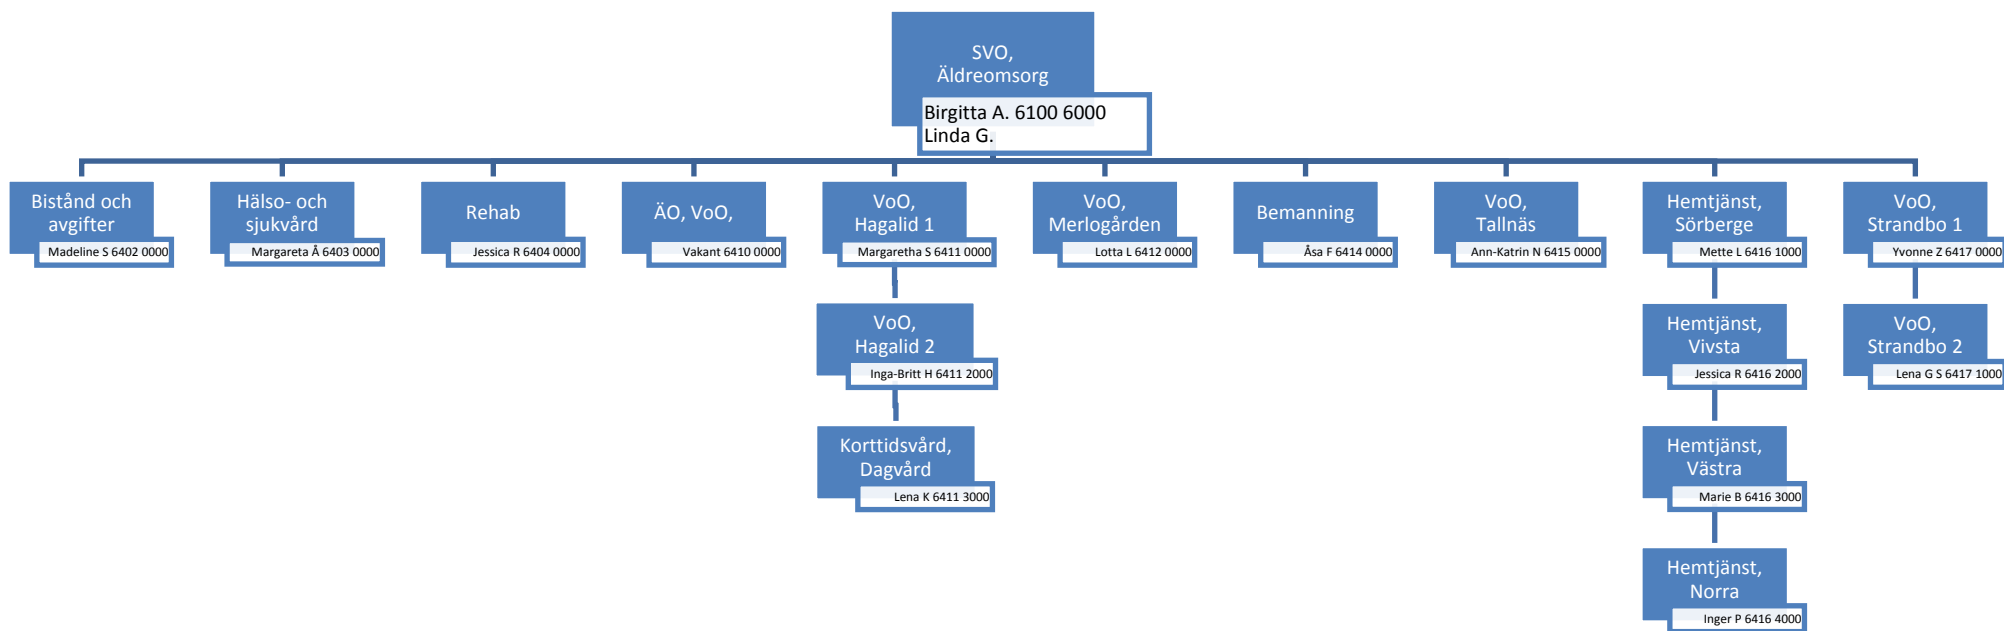 SVO,
Äldreomsorg
Birgitta A. 6100 6000
Linda G.
Bistånd och
avgifter
Madeline S 6402 0000
Hälso- och
sjukvård
Margareta Å 6403 0000
Rehab
Jessica R 6404 0000
ÄO, VoO,
Vakant 6410 0000
VoO,
Hagalid 1
Margaretha S 6411 0000
VoO,
Merlogården
Lotta L 6412 0000
Bemanning
Åsa F 6414 0000
VoO,
Tallnäs
Ann-Katrin N 6415 0000
Hemtjänst,
Sörberge
Mette L 6416 1000
VoO,
Strandbo 1
Yvonne Z 6417 0000
VoO,
Hagalid 2
Inga-Britt H 6411 2000
Hemtjänst,
Vivsta
Jessica R 6416 2000
VoO,
Strandbo 2
Lena G S 6417 1000
Korttidsvård,
Dagvård
Lena K 6411 3000
Hemtjänst,
Västra
Marie B 6416 3000
Hemtjänst,
Norra
Inger P 6416 4000